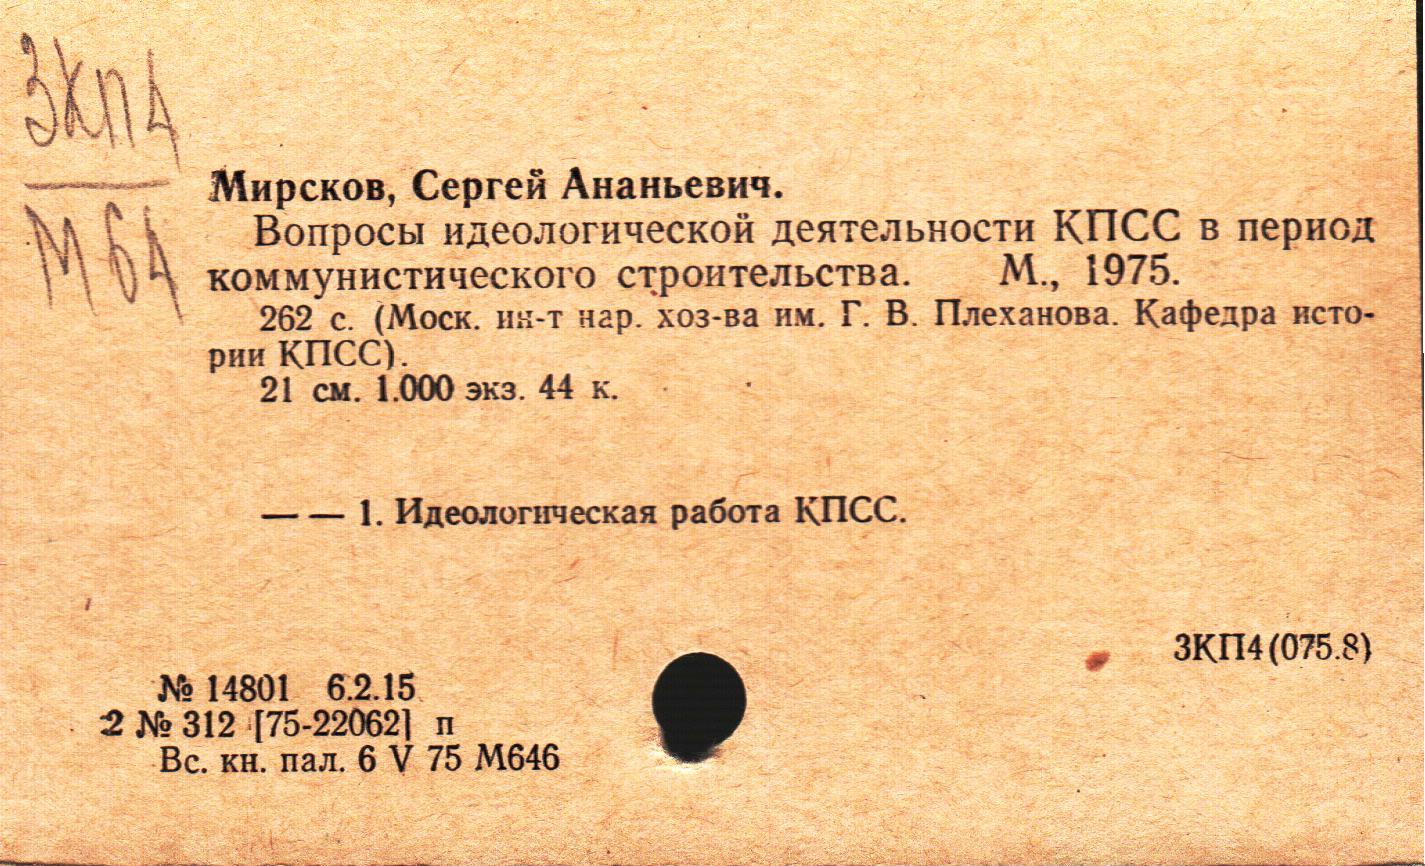 3КП4
М64
Мирсков, Сергей Ананьевич.
Вопросы идеологической деятельности КПСС в период
коммунистического строительства. М., 1975.
262 с. (Моск. ин-т нар. хоз-ва им. Г. В. Плеханова. Кафедра исто-
рии КПСС).
21 см. 1.000 экз. 44 к.
— — 1. Идеологическая работа КПСС.
3КП4(075.8)
№ 14801 6.2.15
2 № 312 [75-22062] п
Вс. кн. пал. 6 V 75 М646